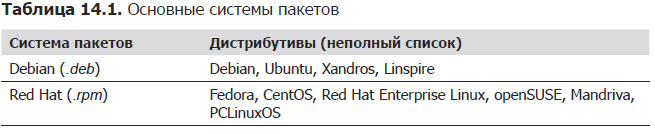 Таблица 14.1. Основные системы пакетов
Система пакетов Дистрибутивы (неполный список)
Debian (.deb) Debian, Ubuntu, Xandros, Linspire
Red Hat (.rpm) Fedora, CentOS, Red Hat Enterprise Linux, openSUSE, Mandriva,
PCLinuxOS